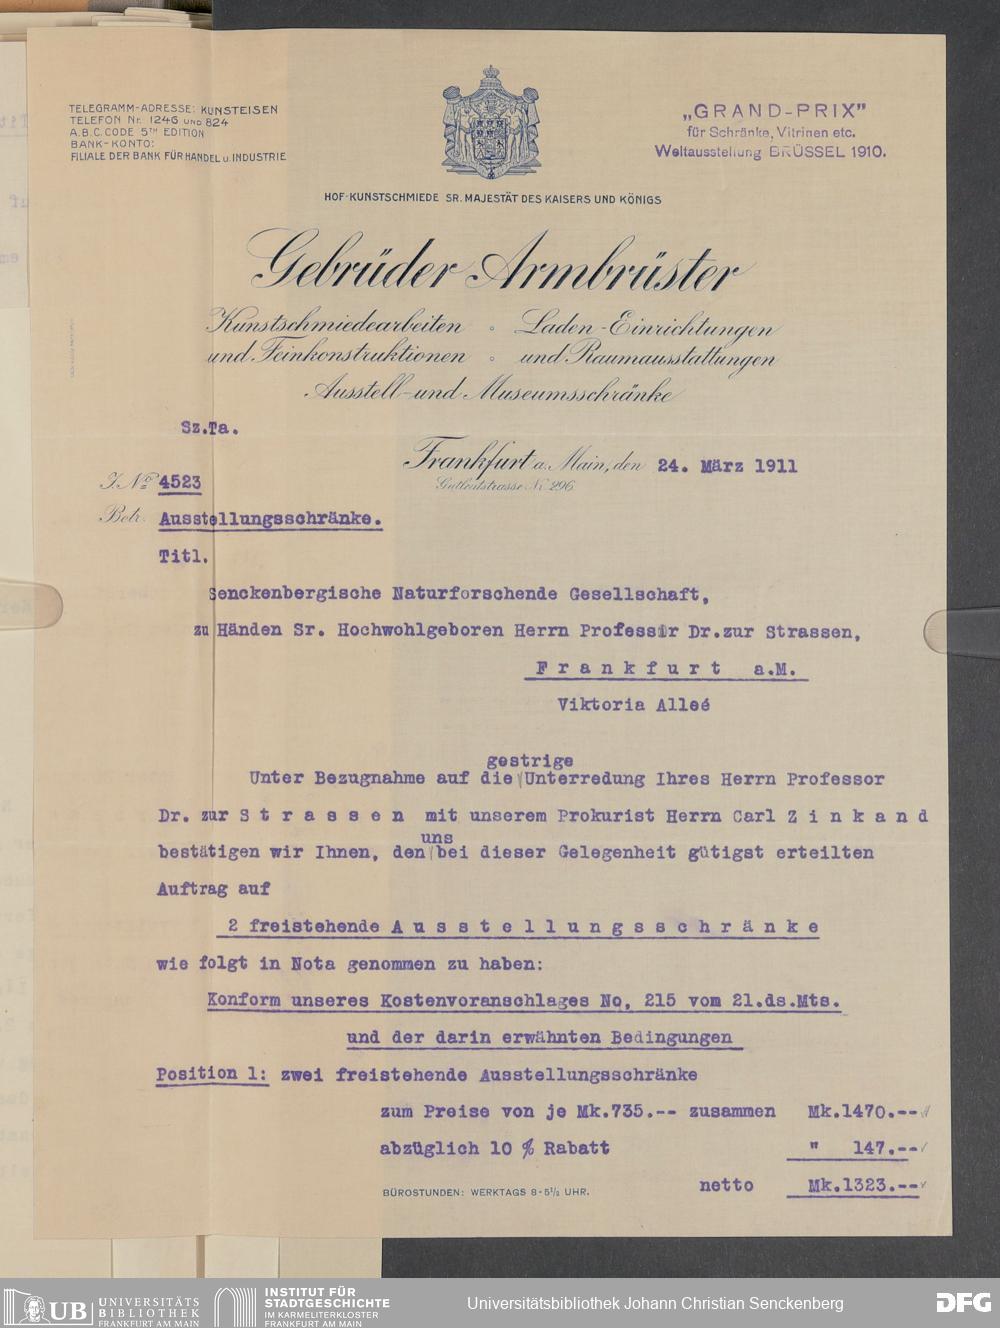 TELEGRAMM-ADRESSE: KUNSTEISEN
TELEFON Nr. 1246 UND 824
A.B.C. CODE 5TH EDITION
BANK-KONTO:
FILIALE DER BANK FÜR HANDEL u. INDUSTRIE
„GRAND-PRIX"
für Schränke, Vitrinen etc.
Weltausstellung BRÜSSEL 1910.
HOF-KUNSTSCHMIEDE SR. MAJESTÄT DES KAISERS UND KÖNIGS
Gebrüder Armbrüster
Kunstschmiedearbeiten ◦ Laden-Einrichtungen
und Feinkonstruktionen ◦ und Raumausstattungen
Ausstell- und Museumsschränke
Sz.Ta.
Frankfurt a. Main, den 24. März 1911
Gutleutstrasse Nr. 296.
J. No 4523
Betr. Ausstellungsschränke.
Titl.
Senckenbergische Naturforschende Gesellschaft,
zu Händen Sr. Hochwohlgeboren Herrn Professor Dr.zur Strassen,
F r a n k f u r t a.M.
Viktoria Alleé
gestrige
Unter Bezugnahme auf die Unterredung Ihres Herrn Professor
Dr. zur S t r a s s e n mit unserem Prokurist Herrn Carl Z i n k a n d
uns
bestätigen wir Ihnen, den bei dieser Gelegenheit gütigst erteilten
Auftrag auf
2 freistehende A u s s t e l l u n g s s c h r ä n k e
wie folgt in Nota genommen zu haben:
Konform unseres Kostenvoranschlages No, 215 vom 21.ds.Mts.
und der darin erwähnten Bedingungen
Position 1: zwei freistehende Ausstellungsschränke
zum Preise von je Mk.735.-- zusammen Mk.1470.--
abzüglich 10 % Rabatt " 147.--
netto Mk.1323.--
BÜROSTUNDEN: WERKTAGS 8-5½ UHR.
UB UNIVERSITÄTS
BIBLIOTHEK
FRANKFURT AM MAIN
INSTITUT FÜR
STADTGESCHICHTE
IM KARMELITERKLOSTER
FRANKFURT AM MAIN
Universitätsbibliothek Johann Christian Senckenberg
DFG